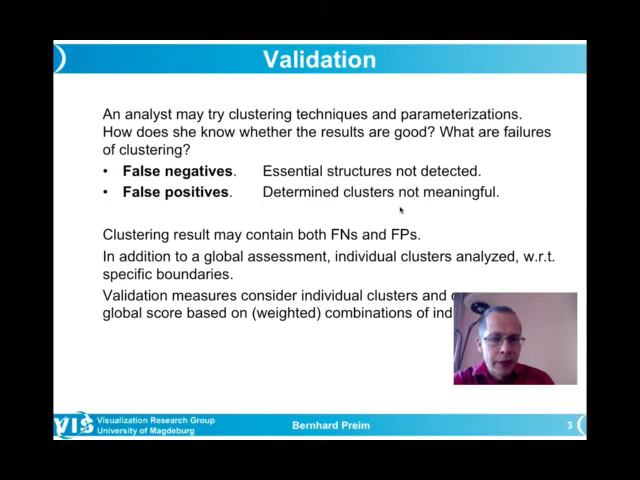 Validation
An analyst may try clustering techniques and parameterizations.
How does she know whether the results are good? What are failures
of clustering?
• False negatives. Essential structures not detected.
• False positives. Determined clusters not meaningful.
Clustering result may contain both FNs and FPs.
In addition to a global assessment, individual clusters analyzed, w.r.t.
specific boundaries.
Validation measures consider individual clusters and
global score based on (weighted) combinations of
VIS Visualization Research Group
University of Magdeburg
Bernhard Preim
3